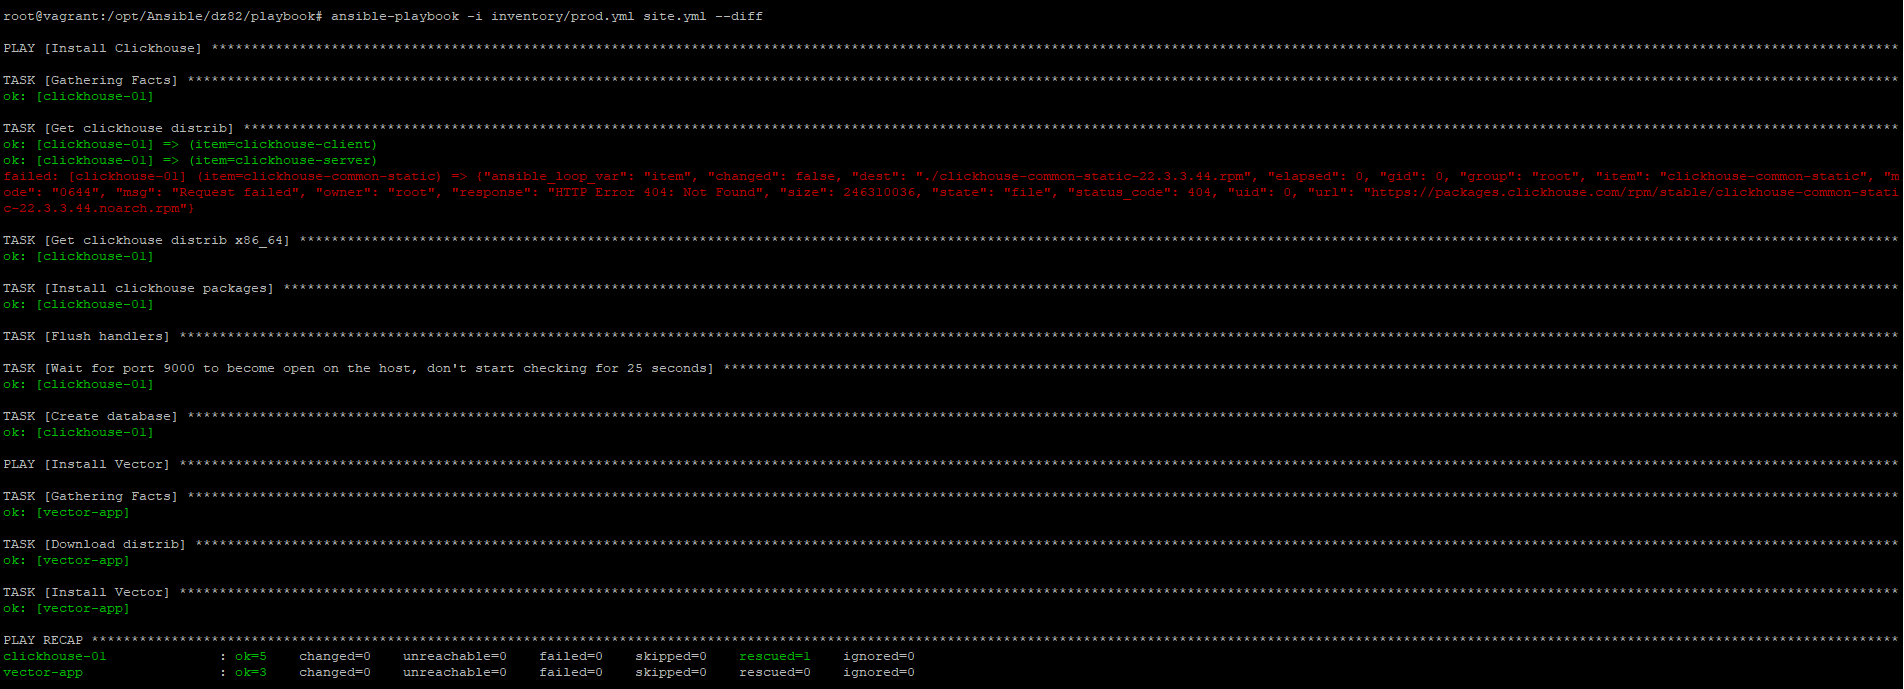 root@vagrant:/opt/Ansible/dz82/playbook# ansible-playbook -i inventory/prod.yml site.yml --diff
PLAY [Install Clickhouse] ****************************************************************************************************************************************************************************************************************
TASK [Gathering Facts] *******************************************************************************************************************************************************************************************************************
ok: [clickhouse-01]
TASK [Get clickhouse distrib] ************************************************************************************************************************************************************************************************************
ok: [clickhouse-01] => (item=clickhouse-client)
ok: [clickhouse-01] => (item=clickhouse-server)
failed: [clickhouse-01] (item=clickhouse-common-static) => {"ansible_loop_var": "item", "changed": false, "dest": "./clickhouse-common-static-22.3.3.44.rpm", "elapsed": 0, "gid": 0, "group": "root", "item": "clickhouse-common-static", "m
ode": "0644", "msg": "Request failed", "owner": "root", "response": "HTTP Error 404: Not Found", "size": 246310036, "state": "file", "status_code": 404, "uid": 0, "url": "https://packages.clickhouse.com/rpm/stable/clickhouse-common-stati
c-22.3.3.44.noarch.rpm"}
TASK [Get clickhouse distrib x86_64] *****************************************************************************************************************************************************************************************************
ok: [clickhouse-01]
TASK [Install clickhouse packages] *******************************************************************************************************************************************************************************************************
ok: [clickhouse-01]
TASK [Flush handlers] ********************************************************************************************************************************************************************************************************************
TASK [Wait for port 9000 to become open on the host, don't start checking for 25 seconds] ************************************************************************************************************************************************
ok: [clickhouse-01]
TASK [Create database] *******************************************************************************************************************************************************************************************************************
ok: [clickhouse-01]
PLAY [Install Vector] ********************************************************************************************************************************************************************************************************************
TASK [Gathering Facts] *******************************************************************************************************************************************************************************************************************
ok: [vector-app]
TASK [Download distrib] ******************************************************************************************************************************************************************************************************************
ok: [vector-app]
TASK [Install Vector] ********************************************************************************************************************************************************************************************************************
ok: [vector-app]
PLAY RECAP *******************************************************************************************************************************************************************************************************************************
clickhouse-01 : ok=5 changed=0 unreachable=0 failed=0 skipped=0 rescued=1 ignored=0
vector-app : ok=3 changed=0 unreachable=0 failed=0 skipped=0 rescued=0 ignored=0